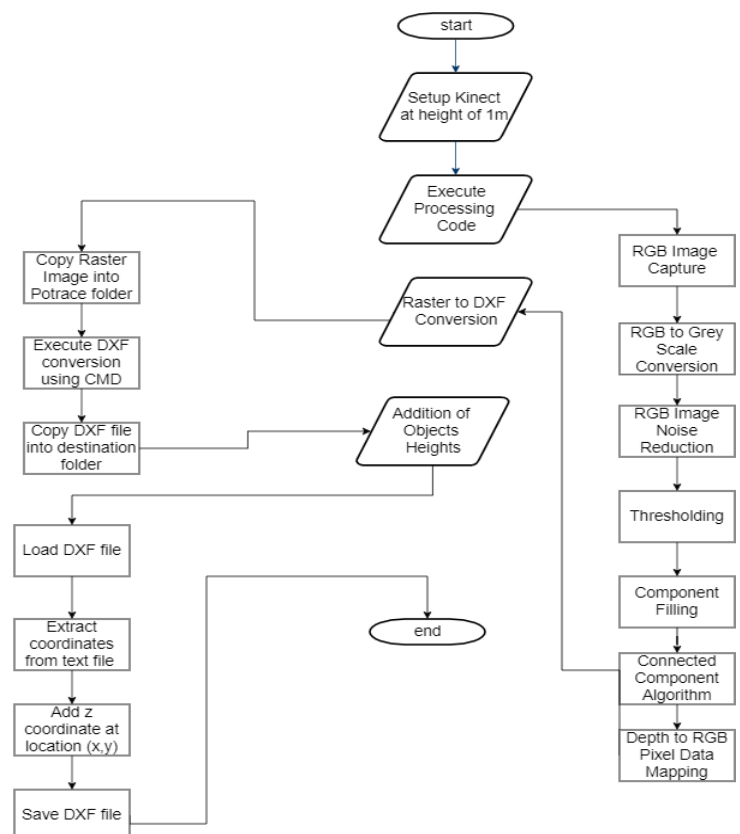 start
Setup Kinect
at height of 1m
Execute
Processing
Code
RGB Image
Capture
RGB to Grey
Scale
Conversion
RGB Image
Noise
Reduction
Thresholding
Component
Filling
Connected
Component
Algorithm
Depth to RGB
Pixel Data
Mapping
Raster to DXF
Conversion
Copy Raster
Image into
Potrace folder
Execute DXF
conversion
using CMD
Copy DXF file
into destination
folder
Addition of
Objects
Heights
Load DXF file
Extract
coordinates
from text file
Add z
coordinate at
location (x,y)
Save DXF file
end